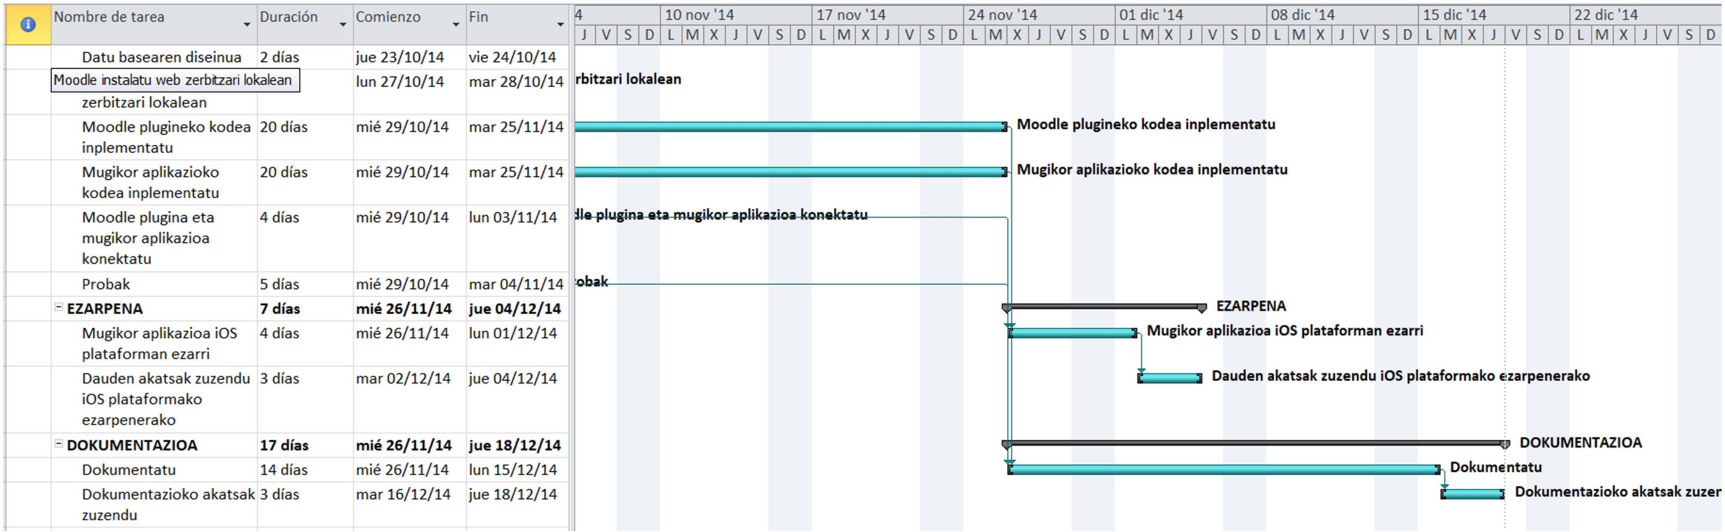 Nombre de tarea Duración Comienzo Fin 4 10 nov '14 17 nov '14 24 nov '14 01 dic '14 08 dic '14 15 dic '14 22 dic '14
J V S D L M X J V S D L M X J V S D L M X J V S D L M X J V S D L M X J V S D L M X J V S D L M X J V S D
Datu basearen diseinua 2 días jue 23/10/14 vie 24/10/14
Moodle instalatu web zerbitzari lokalean lun 27/10/14 mar 28/10/14 rbitzari lokalean
zerbitzari lokalean
Moodle plugineko kodea 20 días mié 29/10/14 mar 25/11/14 Moodle plugineko kodea inplementatu
inplementatu
Mugikor aplikazioko 20 días mié 29/10/14 mar 25/11/14 Mugikor aplikazioko kodea inplementatu
kodea inplementatu
Moodle plugina eta 4 días mié 29/10/14 lun 03/11/14 dle plugina eta mugikor aplikazioa konektatu
mugikor aplikazioa
konektatu
Probak 5 días mié 29/10/14 mar 04/11/14 obak
EZARPENA 7 días mié 26/11/14 jue 04/12/14 EZARPENA
Mugikor aplikazioa iOS 4 días mié 26/11/14 lun 01/12/14 Mugikor aplikazioa iOS plataforman ezarri
plataforman ezarri
Dauden akatsak zuzendu 3 días mar 02/12/14 jue 04/12/14 Dauden akatsak zuzendu iOS plataformako ezarpenerako
iOS plataformako
ezarpenerako
DOKUMENTAZIOA 17 días mié 26/11/14 jue 18/12/14 DOKUMENTAZIOA
Dokumentatu 14 días mié 26/11/14 lun 15/12/14 Dokumentatu
Dokumentazioko akatsak 3 días mar 16/12/14 jue 18/12/14 Dokumentazioko akatsak zuzer
zuzendu